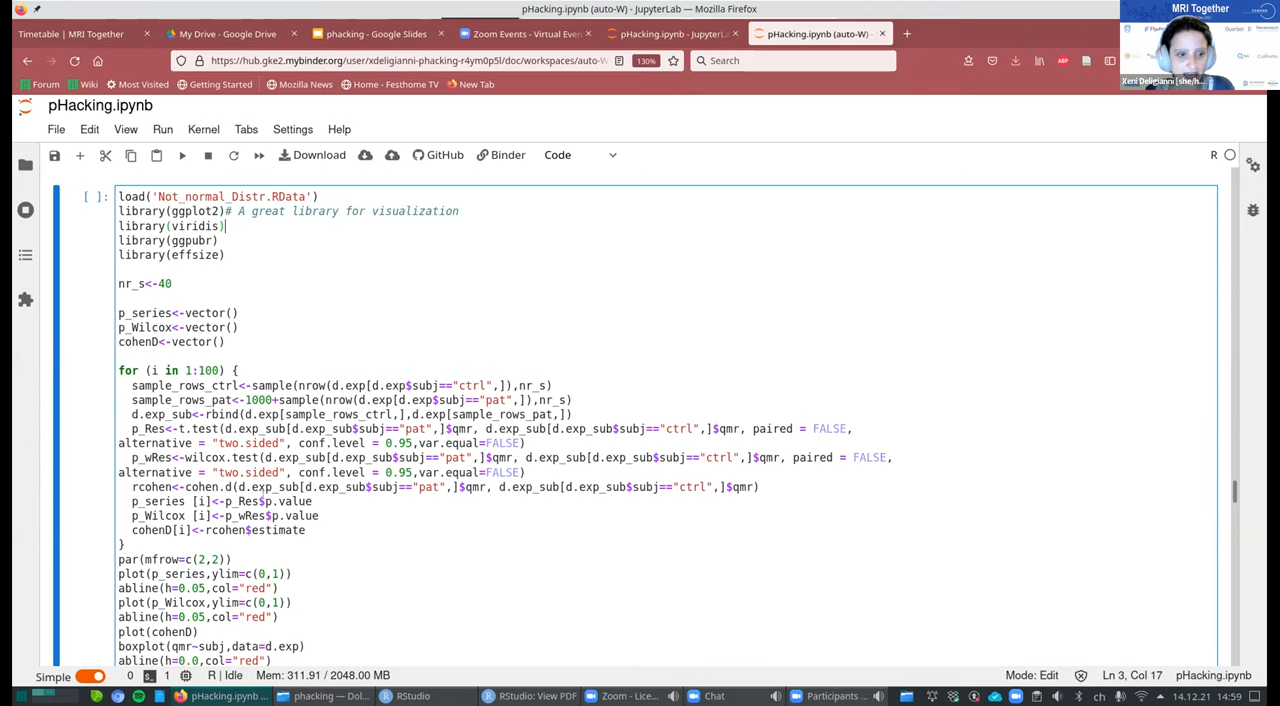 pHacking.ipynb (auto-W) - JupyterLab — Mozilla Firefox
Timetable | MRI Together
My Drive - Google Drive
phacking - Google Slides
Zoom Events - Virtual Even
pHacking.ipynb - JupyterLa
pHacking.ipynb (auto-W)
MRI Together
https://hub.gke2.mybinder.org/user/xdeligianni-phacking-r4ym0p5l/doc/workspaces/auto-W
130%
Search
Xeni Deligianni [she/h...
Forum
Wiki
Most Visited
Getting Started
Mozilla News
Home - Festhome TV
New Tab
pHacking.ipynb
File Edit View Run Kernel Tabs Settings Help
Download GitHub Binder Code R
[ ]:
load('Not_normal_Distr.RData')
library(ggplot2)# A great library for visualization
library(viridis)
library(ggpubr)
library(effsize)
nr_s<-40
p_series<-vector()
p_Wilcox<-vector()
cohenD<-vector()
for (i in 1:100) {
sample_rows_ctrl<-sample(nrow(d.exp[d.exp$subj=="ctrl",]),nr_s)
sample_rows_pat<-1000+sample(nrow(d.exp[d.exp$subj=="pat",]),nr_s)
d.exp_sub<-rbind(d.exp[sample_rows_ctrl,],d.exp[sample_rows_pat,])
p_Res<-t.test(d.exp_sub[d.exp_sub$subj=="pat",]$qmr, d.exp_sub[d.exp_sub$subj=="ctrl",]$qmr, paired = FALSE,
alternative = "two.sided", conf.level = 0.95,var.equal=FALSE)
p_wRes<-wilcox.test(d.exp_sub[d.exp_sub$subj=="pat",]$qmr, d.exp_sub[d.exp_sub$subj=="ctrl",]$qmr, paired = FALSE,
alternative = "two.sided", conf.level = 0.95,var.equal=FALSE)
rcohen<-cohen.d(d.exp_sub[d.exp_sub$subj=="pat",]$qmr, d.exp_sub[d.exp_sub$subj=="ctrl",]$qmr)
p_series [i]<-p_Res$p.value
p_Wilcox [i]<-p_wRes$p.value
cohenD[i]<-rcohen$estimate
}
par(mfrow=c(2,2))
plot(p_series,ylim=c(0,1))
abline(h=0.05,col="red")
plot(p_Wilcox,ylim=c(0,1))
abline(h=0.05,col="red")
plot(cohenD)
boxplot(qmr~subj,data=d.exp)
abline(h=0.0,col="red")
Simple 0 1 R | Idle Mem: 311.91 / 2048.00 MB Mode: Edit Ln 3, Col 17 pHacking.ipynb
pHacking.ipynb ... phacking — Dol... RStudio RStudio: View PDF Zoom - Lice... Chat Participants ... ch 14.12.21 14:59